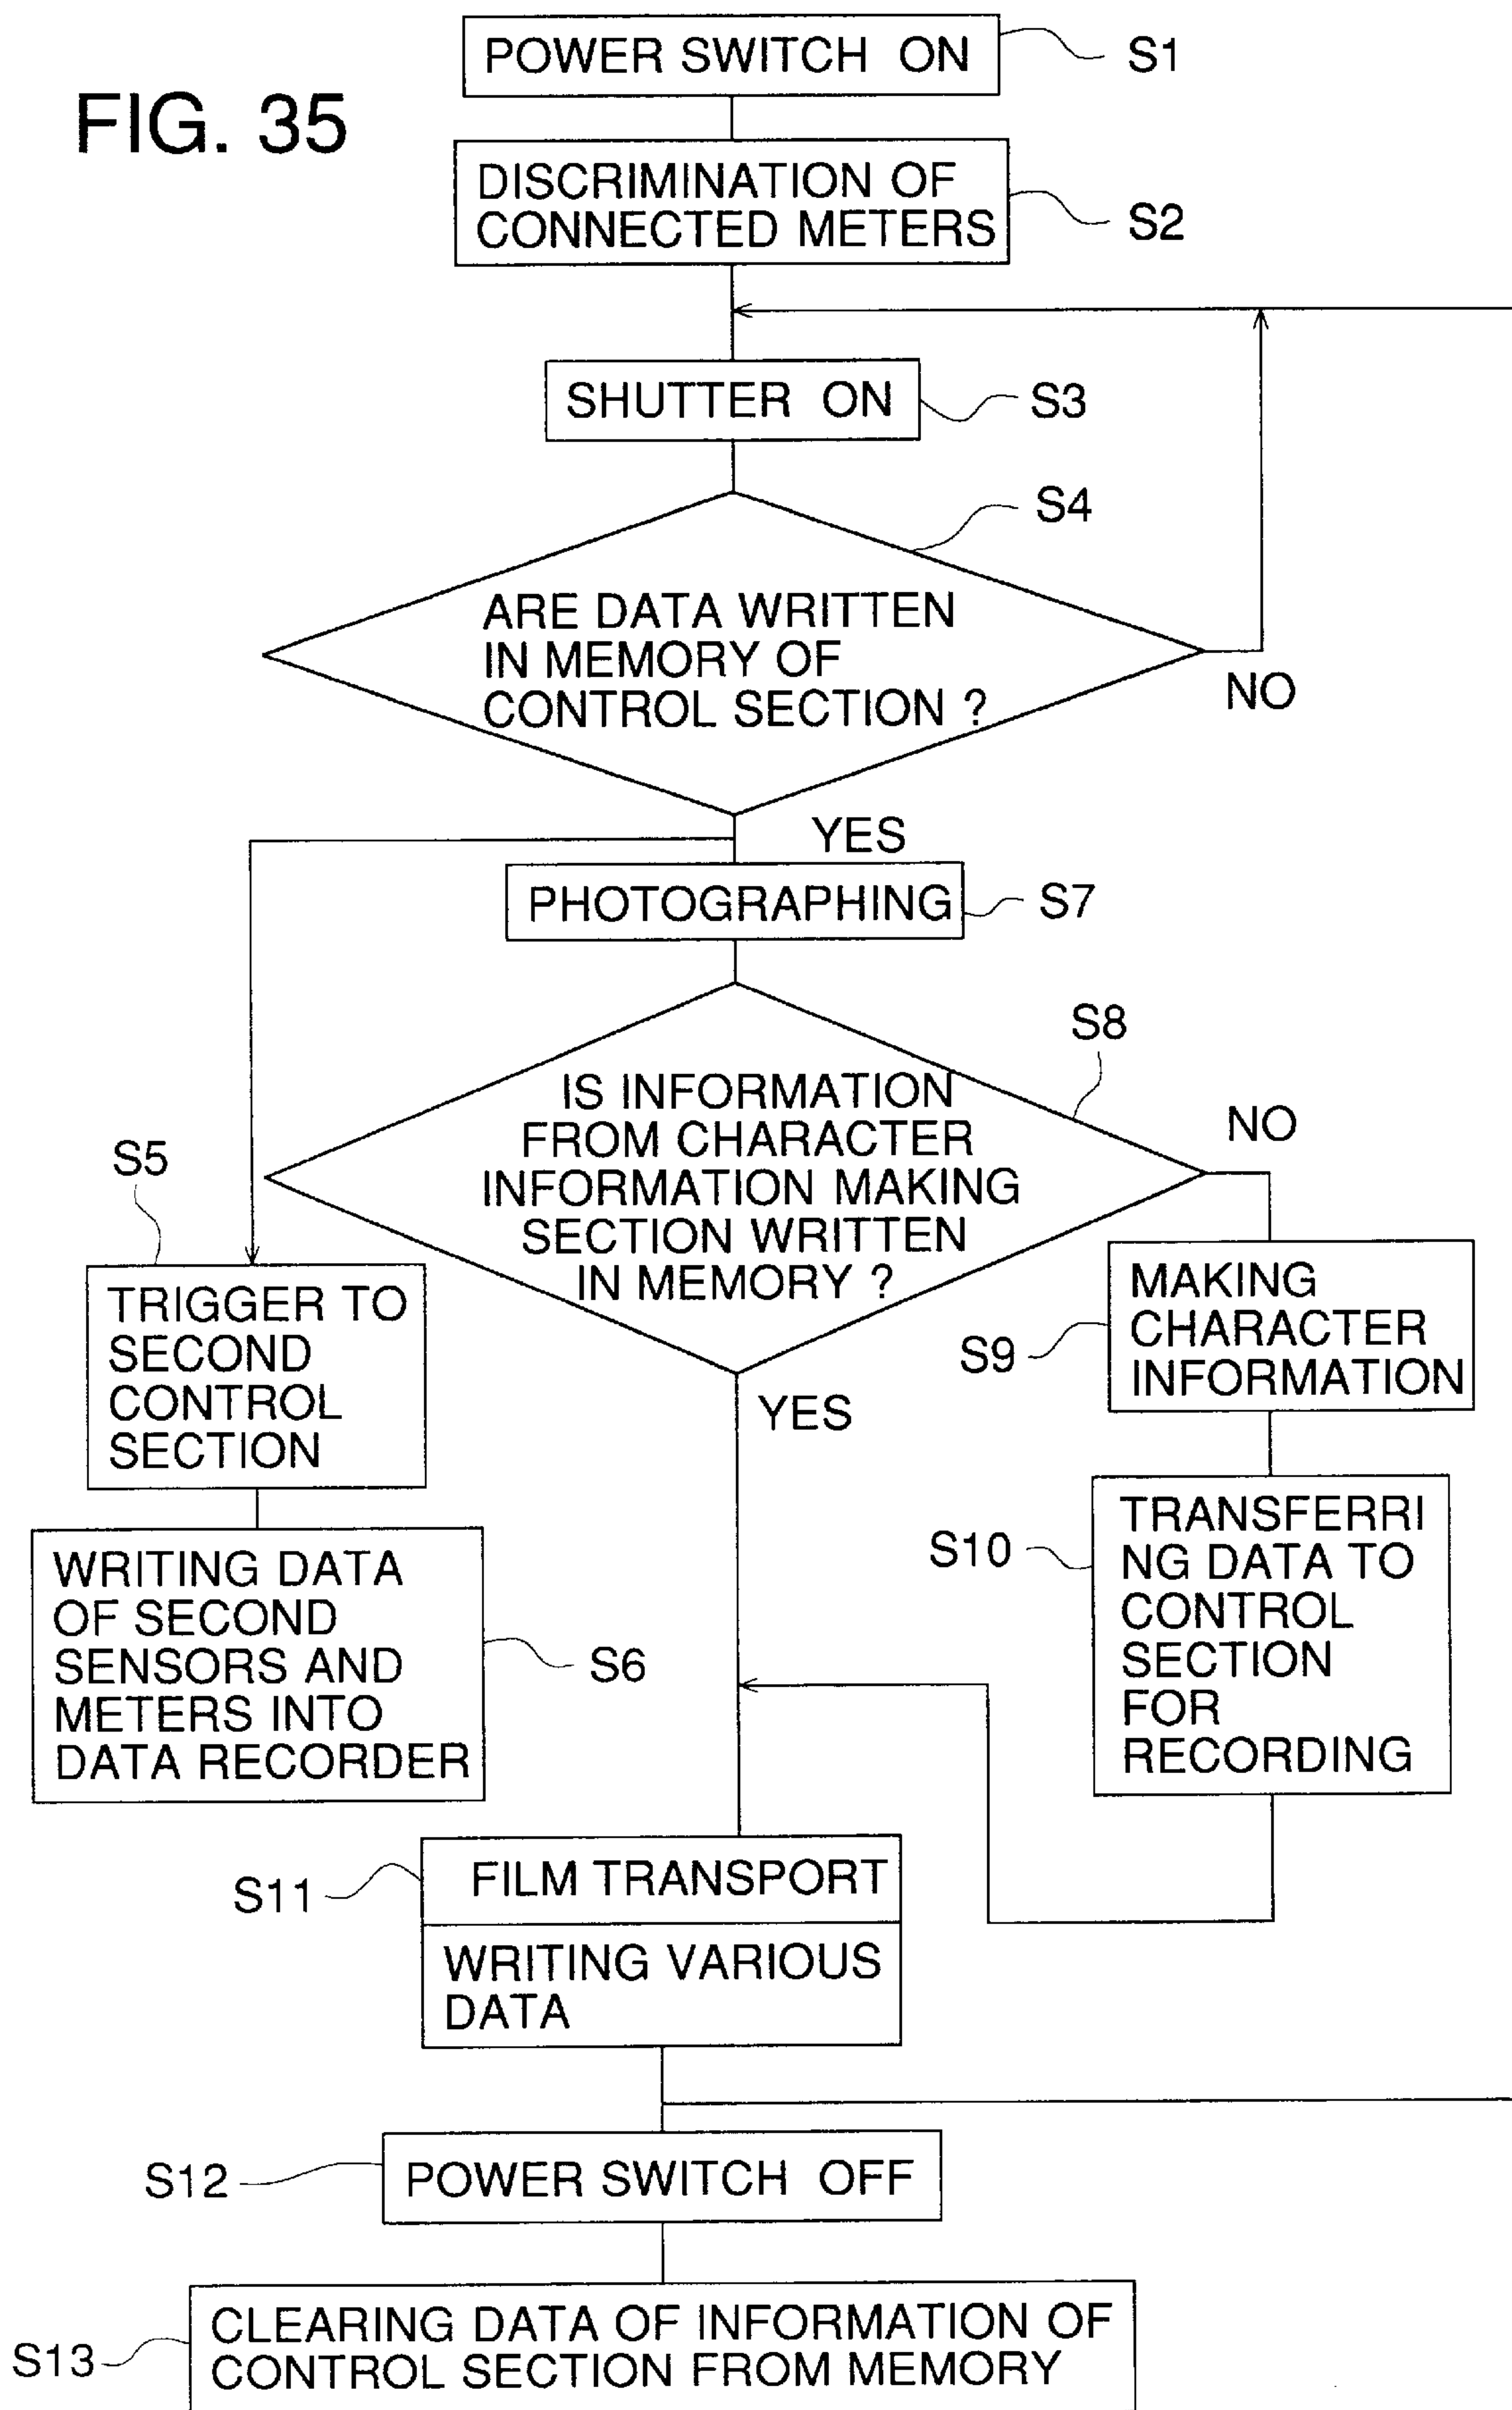 FIG. 35
POWER SWITCH ON
S1
DISCRIMINATION OF
CONNECTED METERS
S2
SHUTTER ON
S3
S4
ARE DATA WRITTEN
IN MEMORY OF
CONTROL SECTION ?
NO
YES
PHOTOGRAPHING
S7
S8
IS INFORMATION
FROM CHARACTER
INFORMATION MAKING
SECTION WRITTEN
IN MEMORY ?
NO
YES
S5
TRIGGER TO
SECOND
CONTROL
SECTION
WRITING DATA
OF SECOND
SENSORS AND
METERS INTO
DATA RECORDER
S6
S9
MAKING
CHARACTER
INFORMATION
S10
TRANSFERRI
NG DATA TO
CONTROL
SECTION
FOR
RECORDING
S11
FILM TRANSPORT
WRITING VARIOUS
DATA
S12
POWER SWITCH OFF
S13
CLEARING DATA OF INFORMATION OF
CONTROL SECTION FROM MEMORY